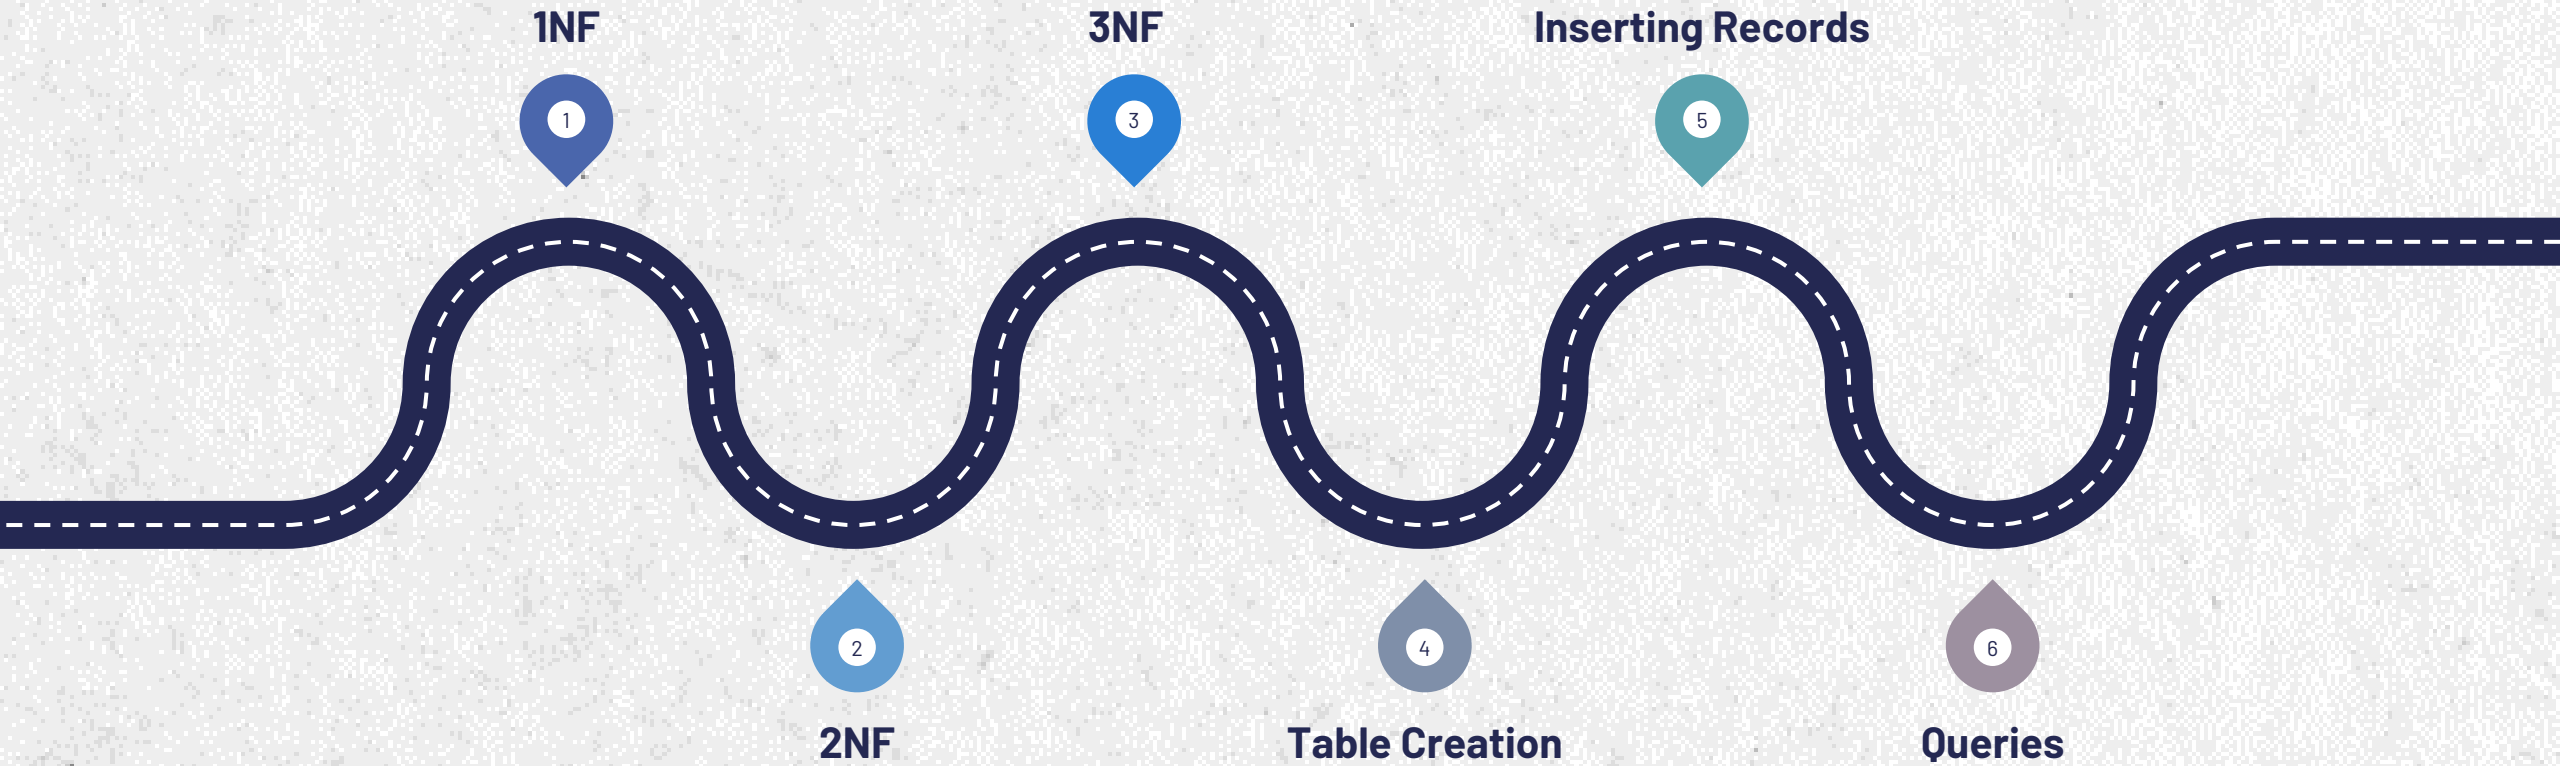 1NF
3NF
Inserting Records
1
3
5
2
4
6
2NF
Table Creation
Queries